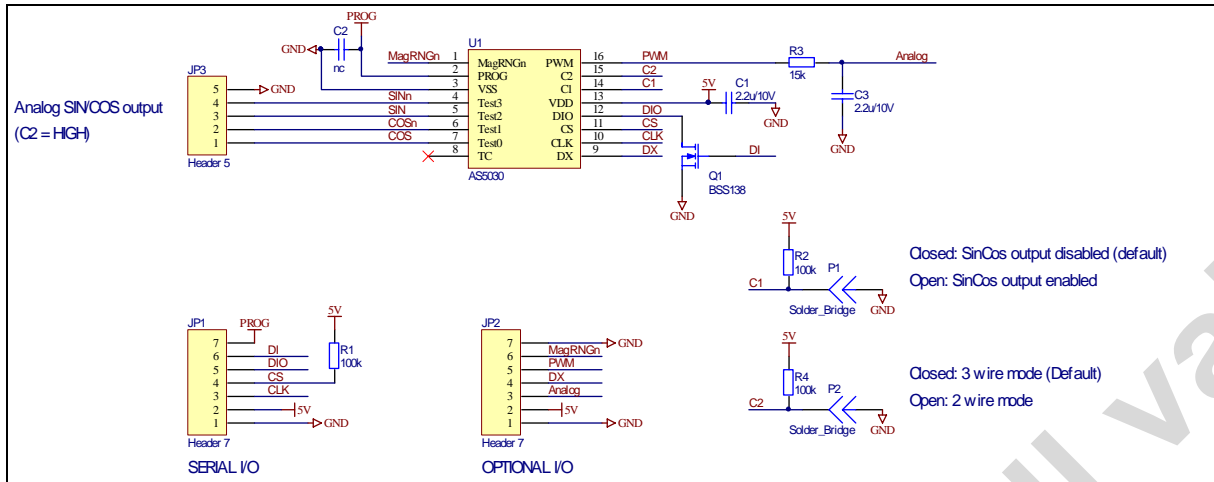 PROG
C2
GND
nc
U1
MagRNGn 1 MagRNGn PWM 16 PWM
2 PROG C2 15 C2
3 VSS C1 14 C1
SINn 4 Test3 VDD 13
SIN 5 Test2 DIO 12 DIO
COSn 6 Test1 CS 11 CS
COS 7 Test0 CLK 10 CLK
8 TC DX 9 DX
AS5030
JP3
5 GND
4
3
2
1
Header 5
Analog SIN/COS output
(C2 = HIGH)
R3
15k
Analog
5V
C1
2.2u/10V
GND
C3
2.2u/10V
GND
DI
Q1
BSS138
GND
5V
R2
100k
P1
C1
Solder_Bridge
GND
Closed: SinCos output disabled (default)
Open: SinCos output enabled
JP1
PROG
7
6 DI
5 DIO
4 CS
3 CLK
2 5V
1 GND
Header 7
SERIAL I/O
5V
R1
100k
JP2
7 GND
6 MagRNGn
5 PWM
4 DX
3 Analog
2 5V
1 GND
Header 7
OPTIONAL I/O
5V
R4
100k
P2
C2
Solder_Bridge
GND
Closed: 3 wire mode (Default)
Open: 2 wire mode